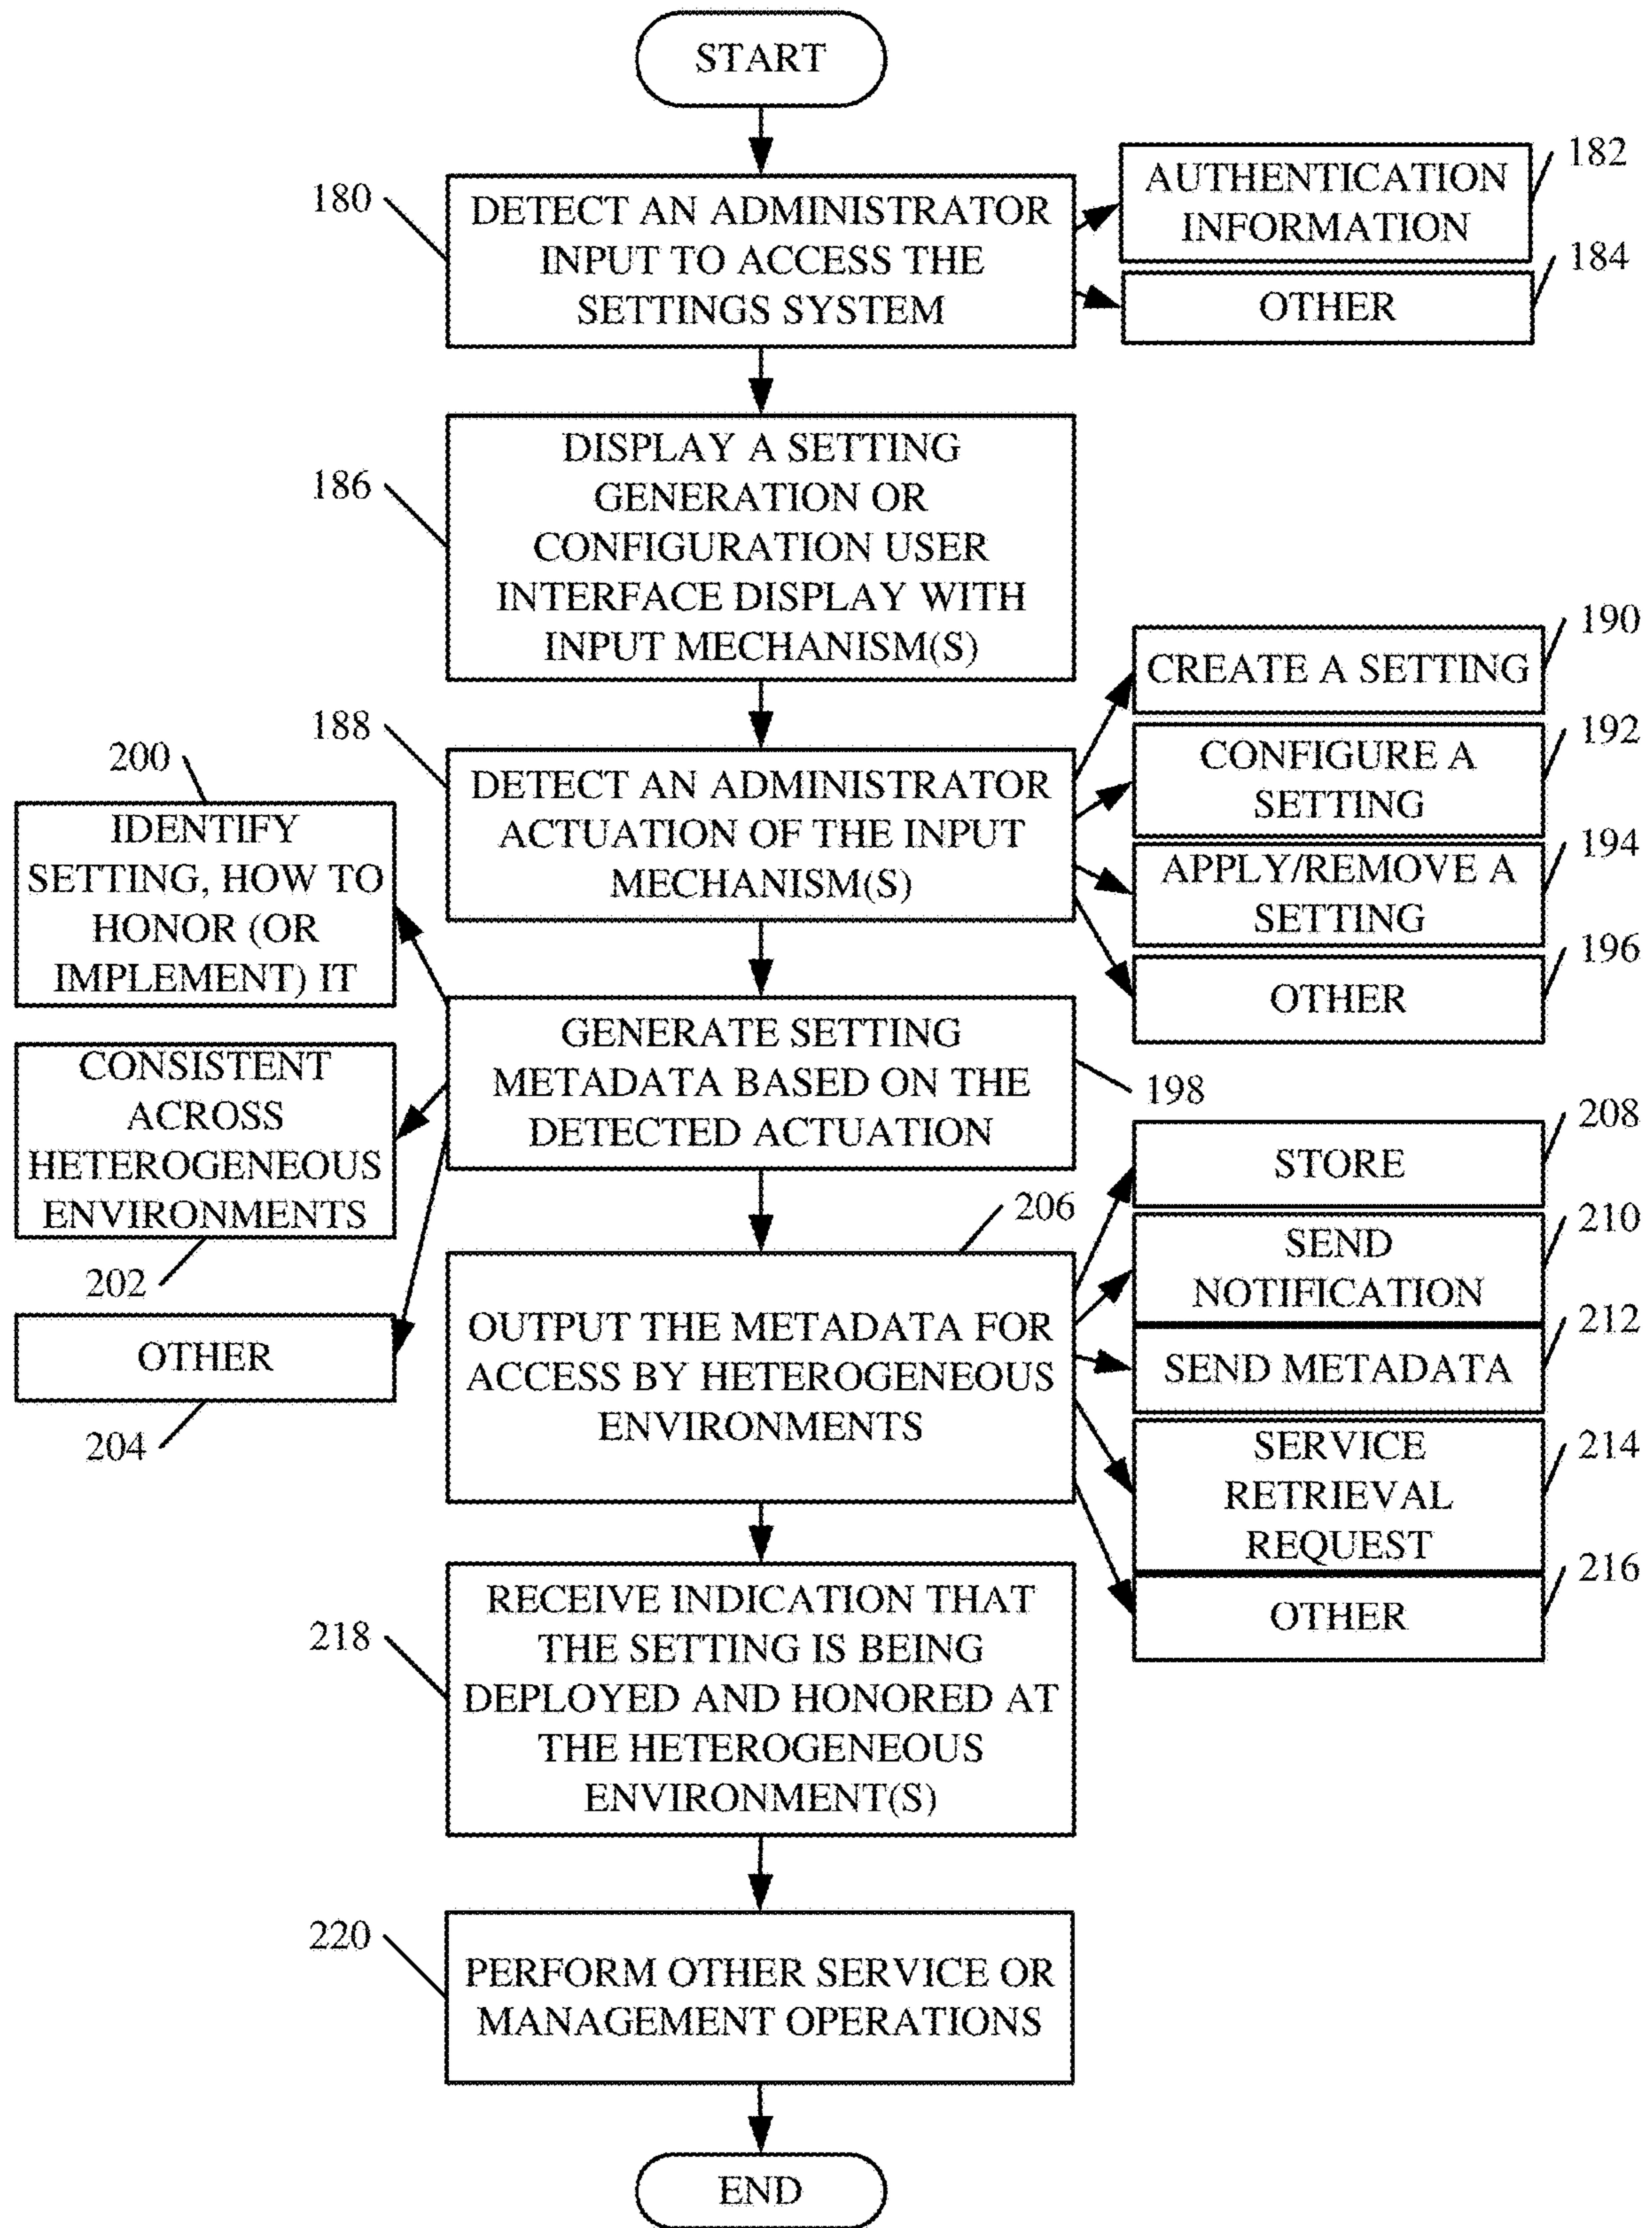 START
180
DETECT AN ADMINISTRATOR
INPUT TO ACCESS THE
SETTINGS SYSTEM
182
AUTHENTICATION
INFORMATION
184
OTHER
186
DISPLAY A SETTING
GENERATION OR
CONFIGURATION USER
INTERFACE DISPLAY WITH
INPUT MECHANISM(S)
188
DETECT AN ADMINISTRATOR
ACTUATION OF THE INPUT
MECHANISM(S)
190
CREATE A SETTING
192
CONFIGURE A
SETTING
194
APPLY/REMOVE A
SETTING
196
OTHER
200
IDENTIFY
SETTING, HOW TO
HONOR (OR
IMPLEMENT) IT
GENERATE SETTING
METADATA BASED ON THE
DETECTED ACTUATION
198
CONSISTENT
ACROSS
HETEROGENEOUS
ENVIRONMENTS
202
OTHER
204
206
OUTPUT THE METADATA FOR
ACCESS BY HETEROGENEOUS
ENVIRONMENTS
208
STORE
210
SEND
NOTIFICATION
212
SEND METADATA
214
SERVICE
RETRIEVAL
REQUEST
216
OTHER
218
RECEIVE INDICATION THAT
THE SETTING IS BEING
DEPLOYED AND HONORED AT
THE HETEROGENEOUS
ENVIRONMENT(S)
220
PERFORM OTHER SERVICE OR
MANAGEMENT OPERATIONS
END